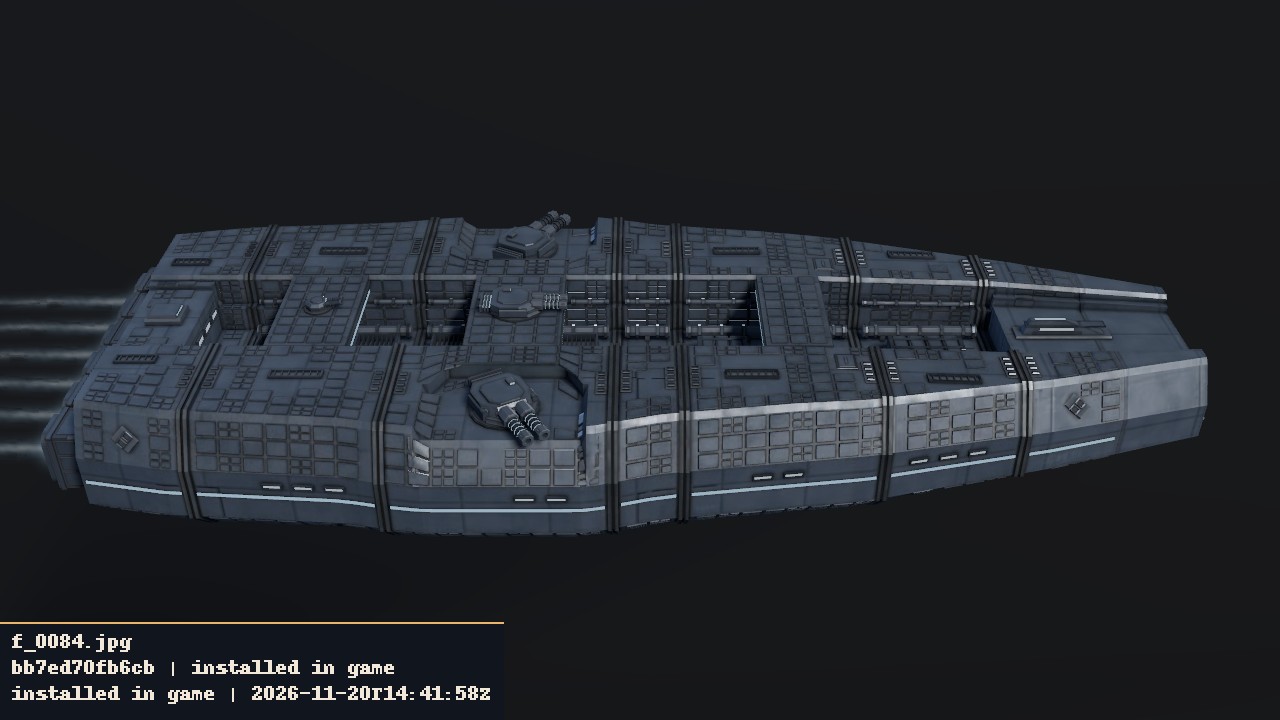 f_0084.jpg
bb7ed70fb6cb | installed in game
installed in game | 2026-11-20T14:41:58Z